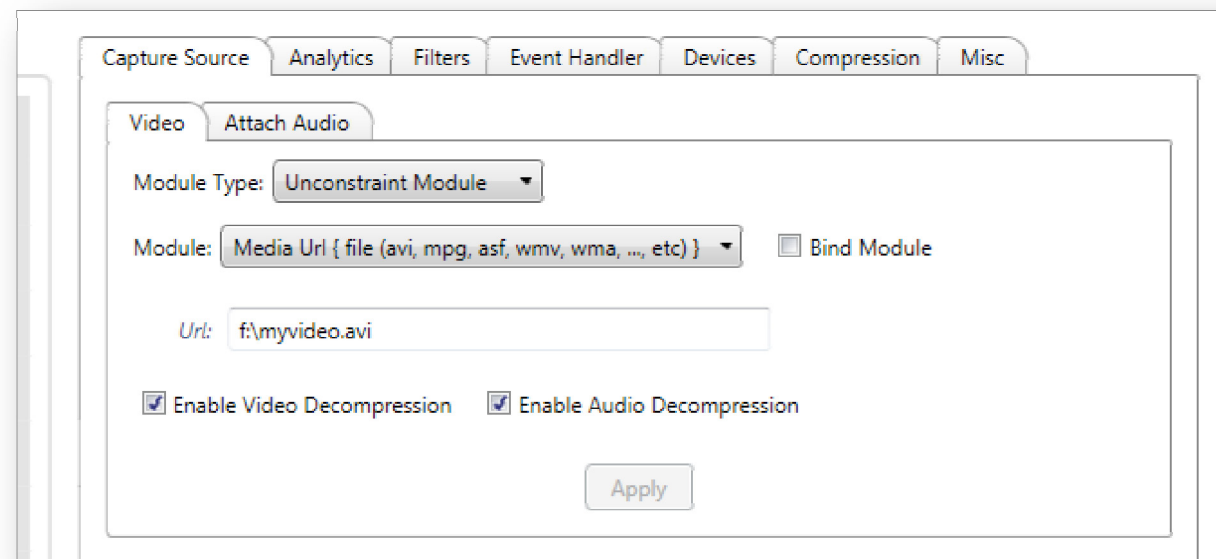 Capture Source Analytics Filters Event Handler Devices Compression Misc
Video Attach Audio
Module Type: Unconstraint Module
Module: Media Url { file (avi, mpg, asf, wmv, wma, ..., etc) } Bind Module
Url: f:\myvideo.avi
Enable Video Decompression Enable Audio Decompression
Apply